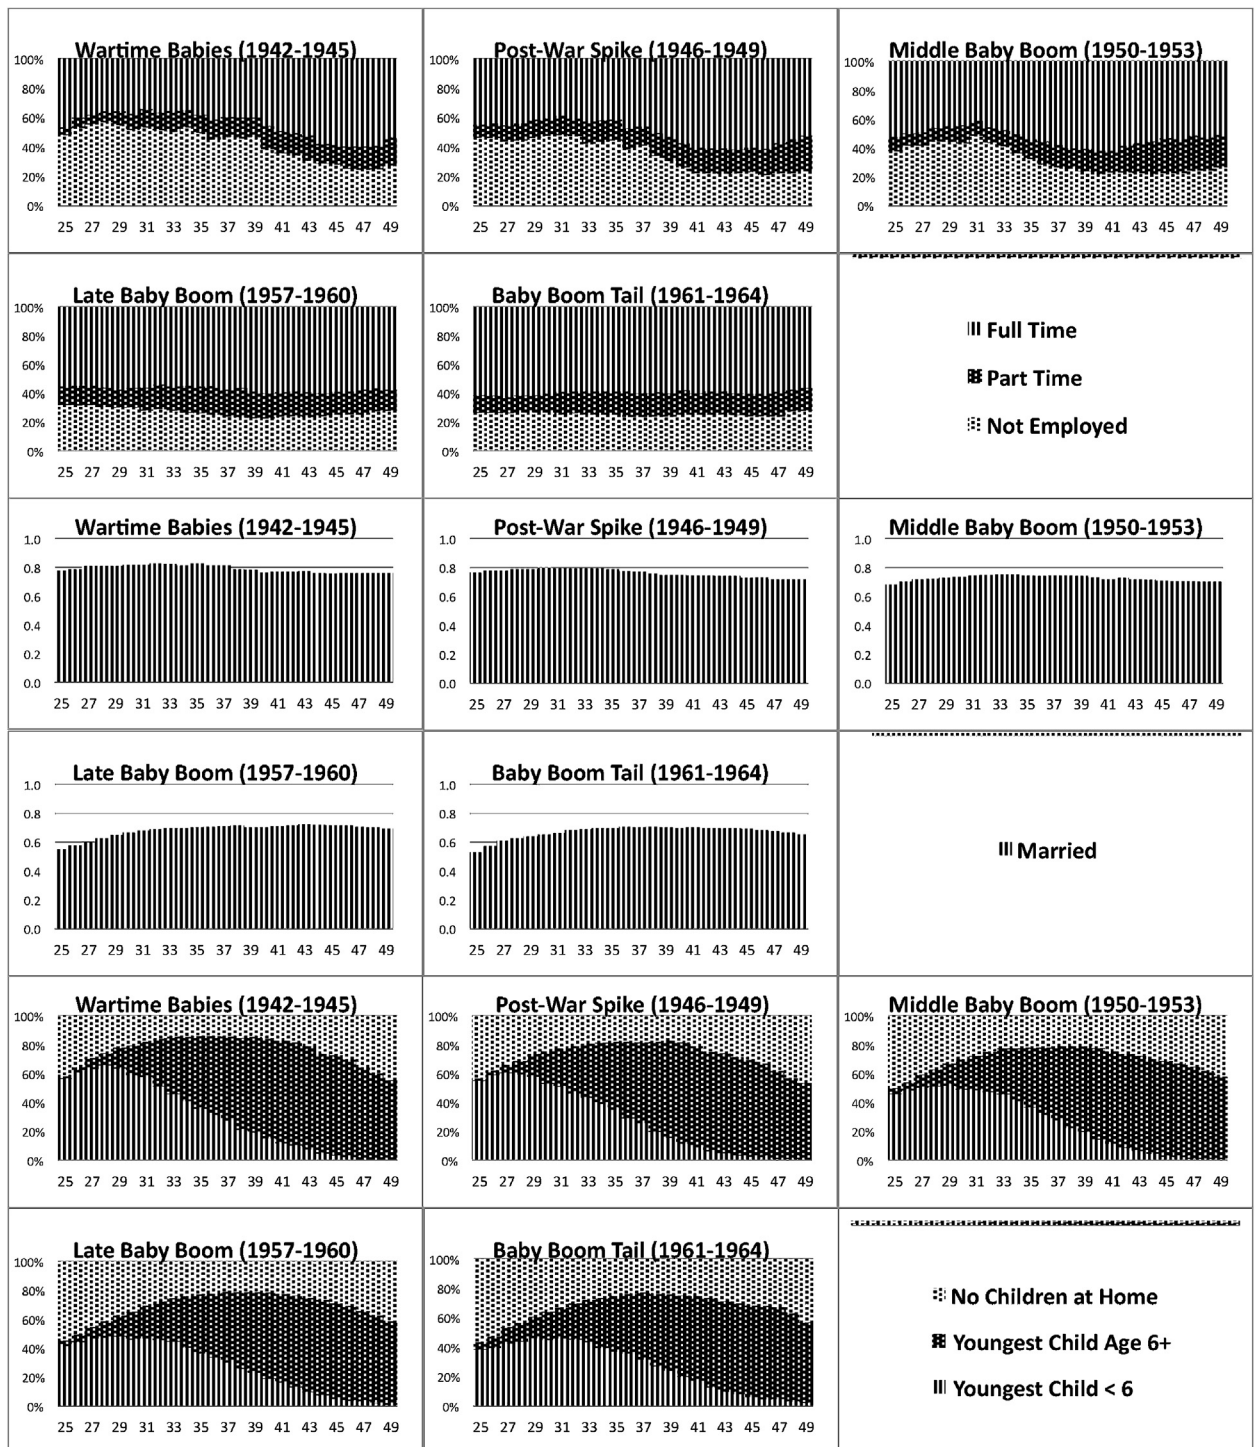 Wartime Babies (1942-1945)
100%
80%
60%
40%
20%
0%
25 27 29 31 33 35 37 39 41 43 45 47 49
Post-War Spike (1946-1949)
100%
80%
60%
40%
20%
0%
25 27 29 31 33 35 37 39 41 43 45 47 49
Middle Baby Boom (1950-1953)
100%
80%
60%
40%
20%
0%
25 27 29 31 33 35 37 39 41 43 45 47 49
Late Baby Boom (1957-1960)
100%
80%
60%
40%
20%
0%
25 27 29 31 33 35 37 39 41 43 45 47 49
Baby Boom Tail (1961-1964)
100%
80%
60%
40%
20%
0%
25 27 29 31 33 35 37 39 41 43 45 47 49
Full Time
Part Time
Not Employed
Wartime Babies (1942-1945)
1.0
0.8
0.6
0.4
0.2
0.0
25 27 29 31 33 35 37 39 41 43 45 47 49
Post-War Spike (1946-1949)
1.0
0.8
0.6
0.4
0.2
0.0
25 27 29 31 33 35 37 39 41 43 45 47 49
Middle Baby Boom (1950-1953)
1.0
0.8
0.6
0.4
0.2
0.0
25 27 29 31 33 35 37 39 41 43 45 47 49
Late Baby Boom (1957-1960)
1.0
0.8
0.6
0.4
0.2
0.0
25 27 29 31 33 35 37 39 41 43 45 47 49
Baby Boom Tail (1961-1964)
1.0
0.8
0.6
0.4
0.2
0.0
25 27 29 31 33 35 37 39 41 43 45 47 49
Married
Wartime Babies (1942-1945)
100%
80%
60%
40%
20%
0%
25 27 29 31 33 35 37 39 41 43 45 47 49
Post-War Spike (1946-1949)
100%
80%
60%
40%
20%
0%
25 27 29 31 33 35 37 39 41 43 45 47 49
Middle Baby Boom (1950-1953)
100%
80%
60%
40%
20%
0%
25 27 29 31 33 35 37 39 41 43 45 47 49
Late Baby Boom (1957-1960)
100%
80%
60%
40%
20%
0%
25 27 29 31 33 35 37 39 41 43 45 47 49
Baby Boom Tail (1961-1964)
100%
80%
60%
40%
20%
0%
25 27 29 31 33 35 37 39 41 43 45 47 49
No Children at Home
Youngest Child Age 6+
Youngest Child < 6